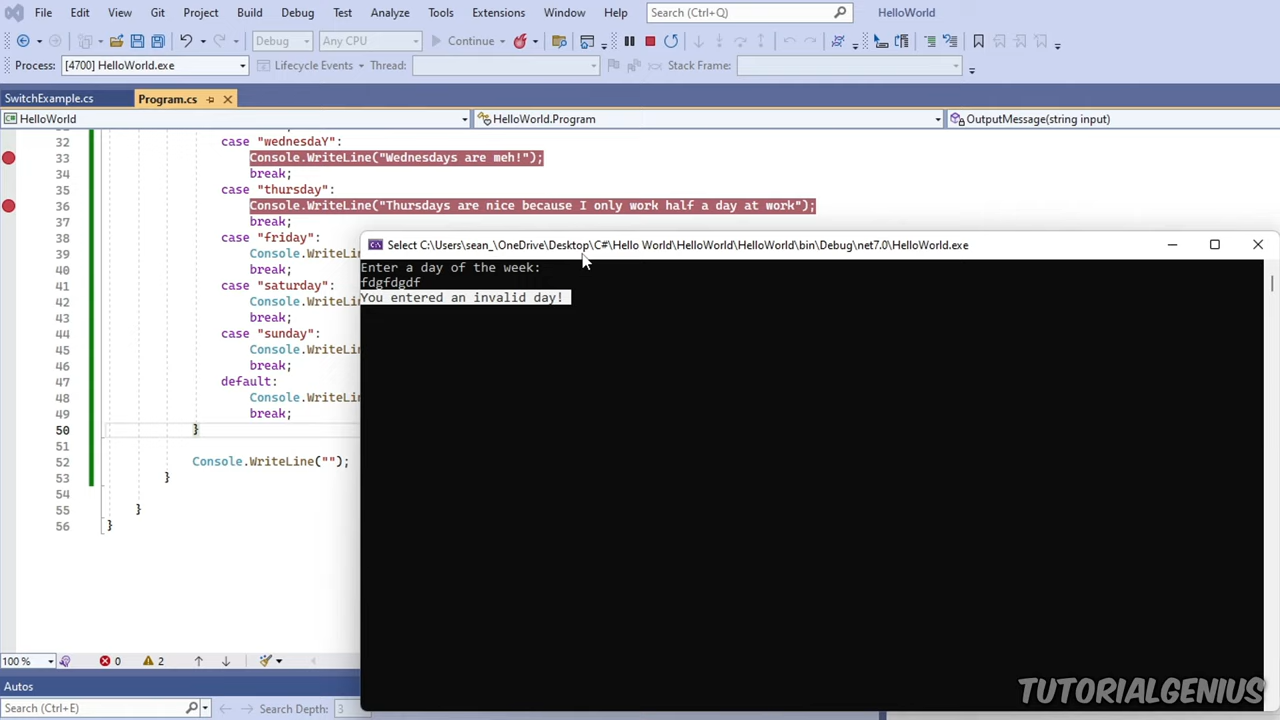 File Edit View Git Project Build Debug Test Analyze Tools Extensions Window Help Search (Ctrl+Q) HelloWorld
Debug Any CPU Continue
Process: [4700] HelloWorld.exe Lifecycle Events Thread: Stack Frame:
SwitchExample.cs Program.cs
HelloWorld HelloWorld.Program OutputMessage(string input)
32 case "wednesdaY":
33 Console.WriteLine("Wednesdays are meh!");
34 break;
35 case "thursday":
36 Console.WriteLine("Thursdays are nice because I only work half a day at work");
37 break;
38 case "friday":
39 Console.WriteLin
40 break;
41 case "saturday":
42 Console.WriteLin
43 break;
44 case "sunday":
45 Console.WriteLin
46 break;
47 default:
48 Console.WriteLin
49 break;
50 }
51
52 Console.WriteLine("");
53 }
54
55 }
56 }
Select C:\Users\sean_\OneDrive\Desktop\C#\Hello World\HelloWorld\HelloWorld\bin\Debug\net7.0\HelloWorld.exe
Enter a day of the week:
fdgfdgdf
You entered an invalid day!
100 % 0 2
Autos
Search (Ctrl+E) Search Depth: 3
TUTORIALGENIUS